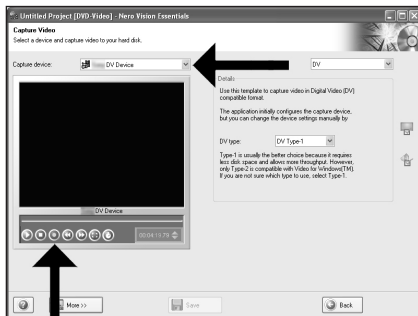 Untitled Project [DVD-Video] - Nero Vision Essentials
Capture Video
Select a device and capture video to your hard disk.
Capture device:
DV Device
DV
Details
Use this template to capture video in Digital Video (DV)
compatible format.
The application initially configures the capture device,
but you can change the device settings manually by
DV type:
DV Type-1
Type-1 is usually the better choice because it requires
less disk space and allows more throughput. However,
only Type-2 is compatible with Video for Windows(TM).
If you are not sure which type to use, select Type-1.
DV Device
More >>
Save
Back